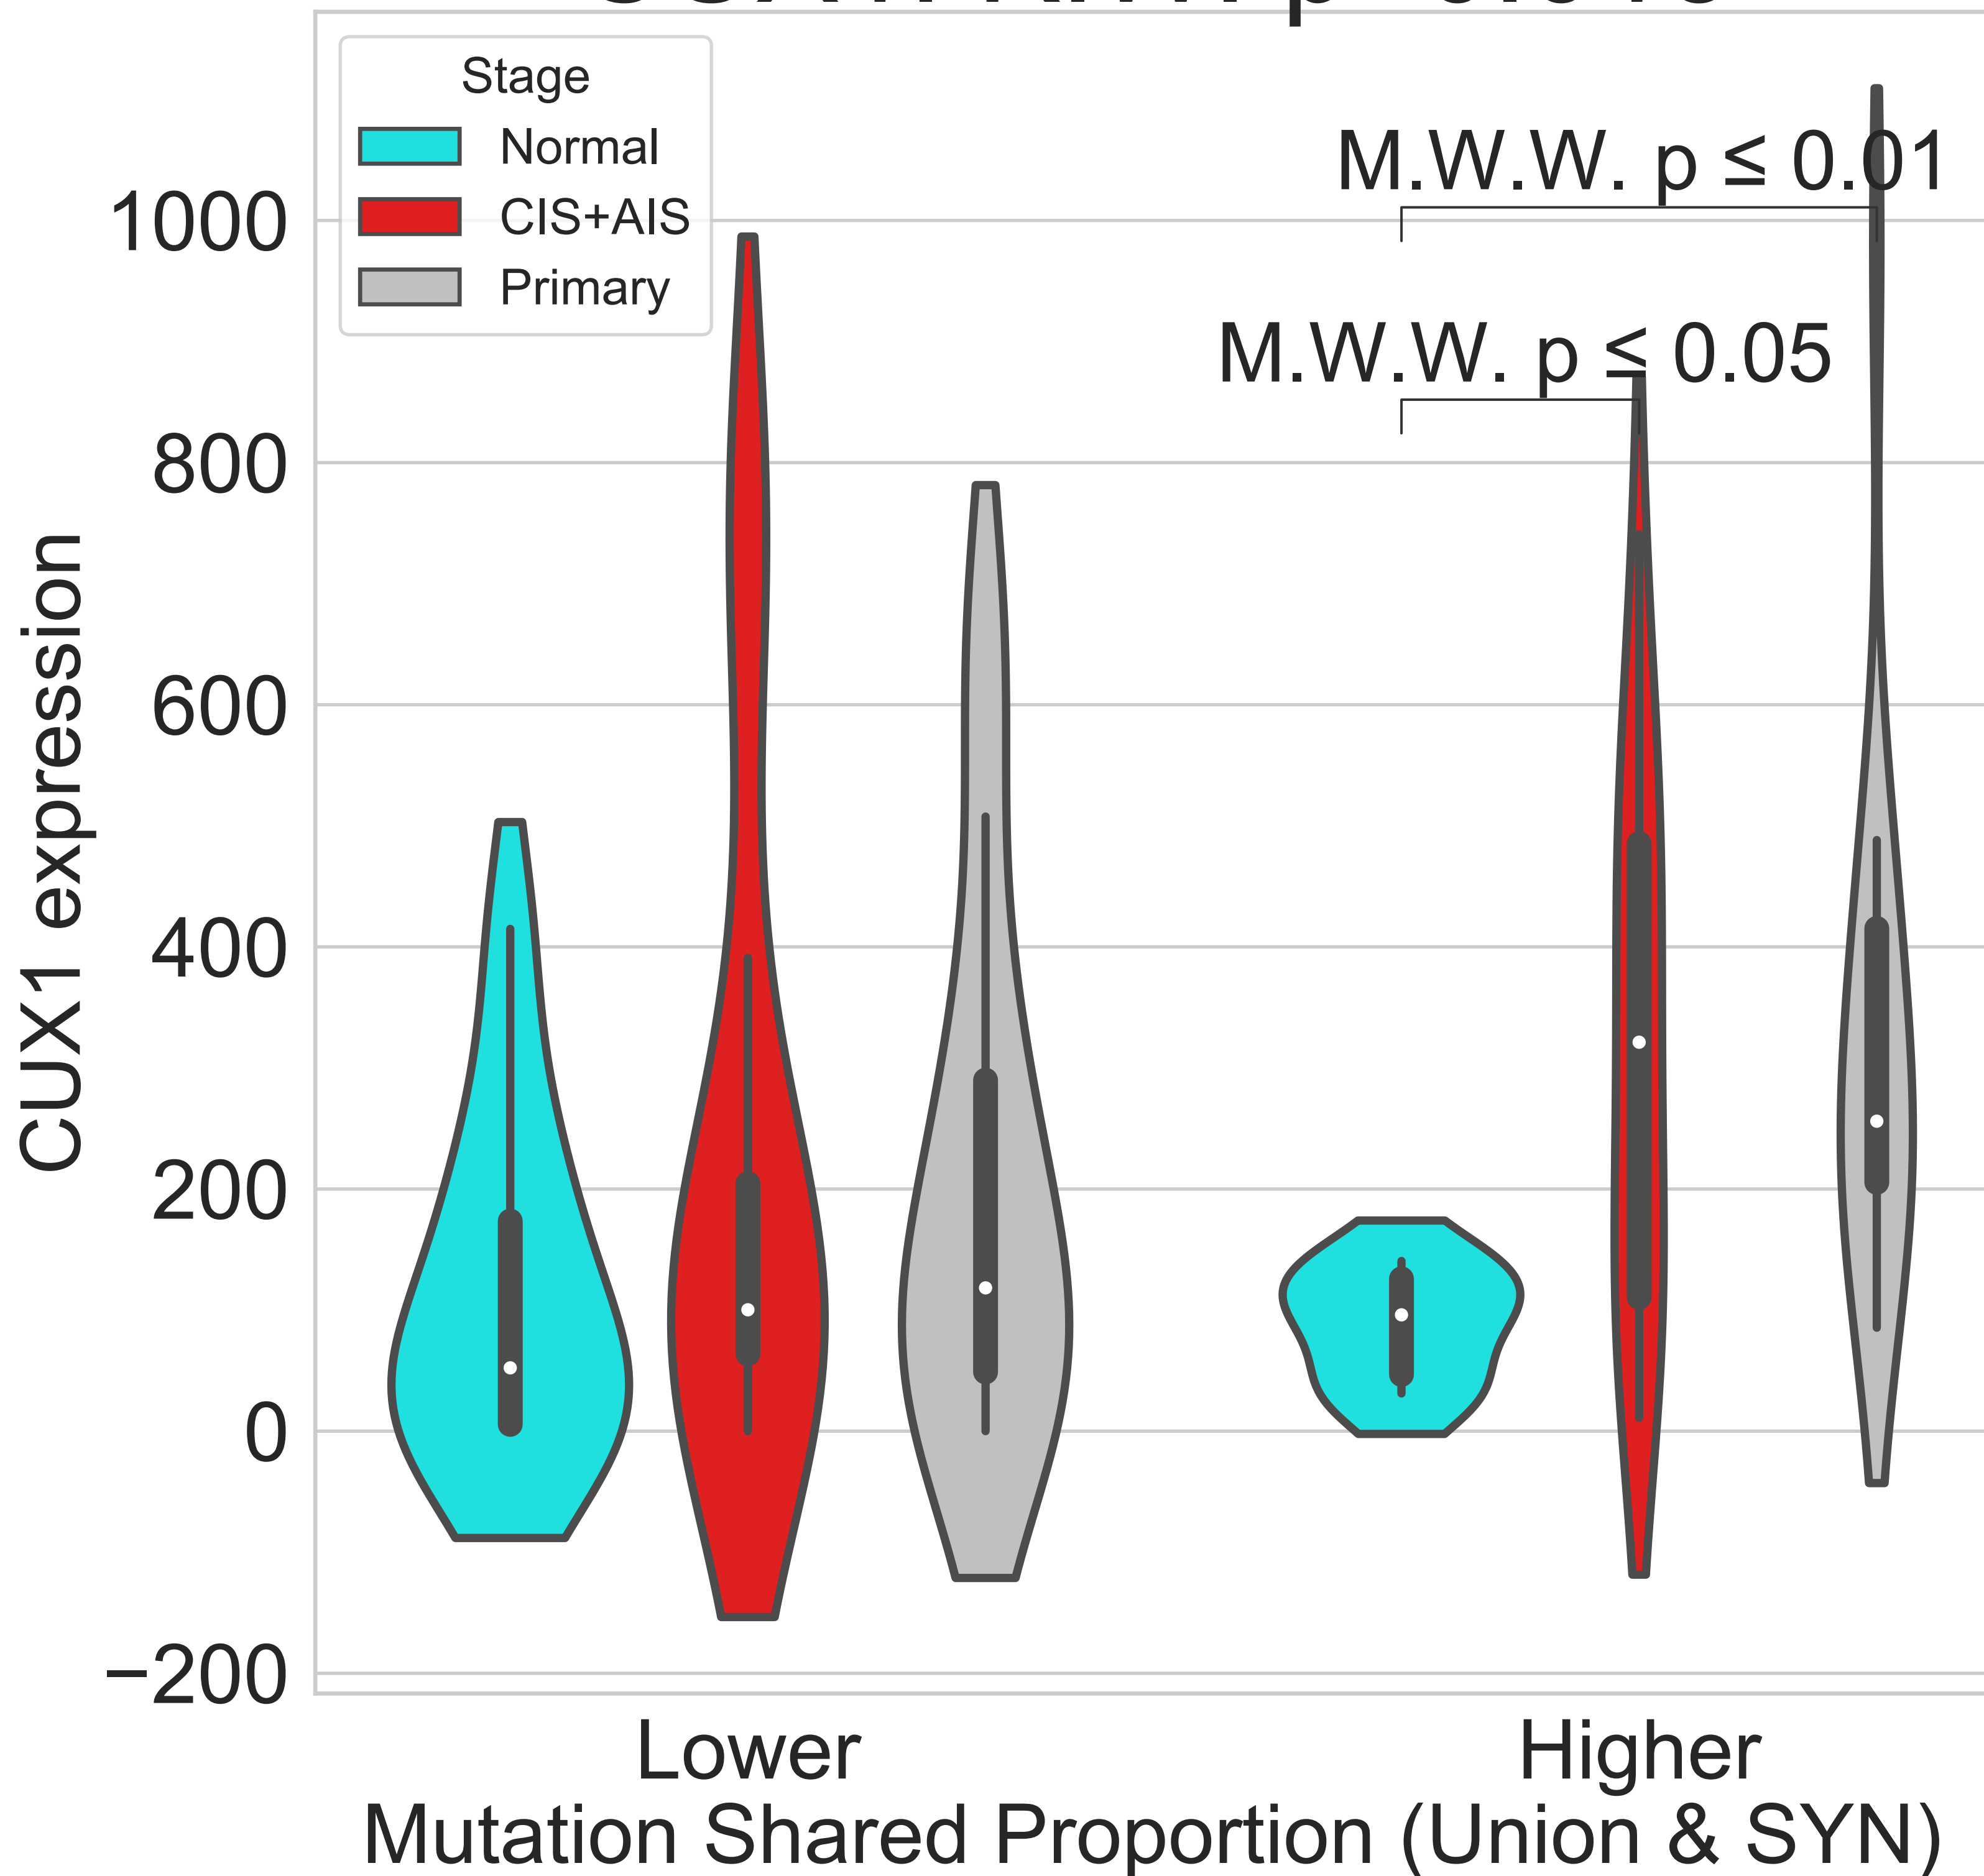 Stage
Normal
CIS+AIS
Primary
M.W.W. p ≤ 0.01
M.W.W. p ≤ 0.05
1000
800
600
400
200
0
−200
CUX1 expression
Lower
Higher
Mutation Shared Proportion (Union & SYN)